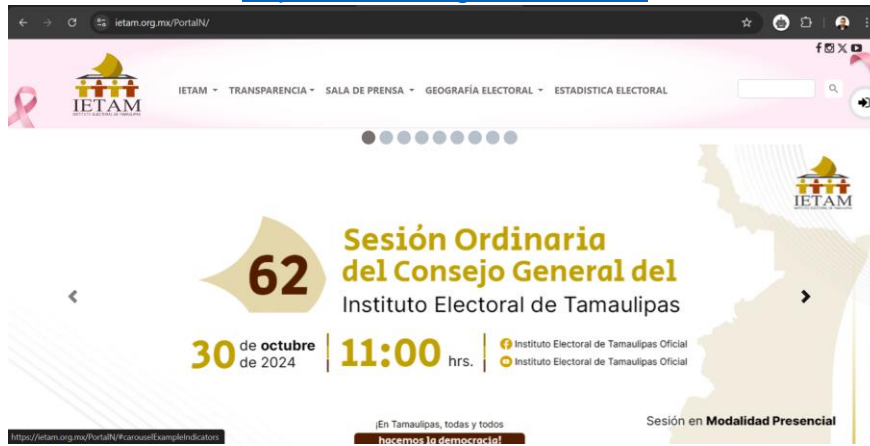 ietam.org.mx/PortalN/
IETAM
INSTITUTO ELECTORAL DE TAMAULIPAS
IETAM TRANSPARENCIA SALA DE PRENSA GEOGRAFÍA ELECTORAL ESTADISTICA ELECTORAL
IETAM
62
Sesión Ordinaria
del Consejo General del
Instituto Electoral de Tamaulipas
30 de octubre
de 2024
11:00 hrs.
Instituto Electoral de Tamaulipas Oficial
Instituto Electoral de Tamaulipas Oficial
¡En Tamaulipas, todas y todos
hacemos la democracia!
Sesión en Modalidad Presencial
https://ietam.org.mx/PortalN/#carouselExampleIndicators